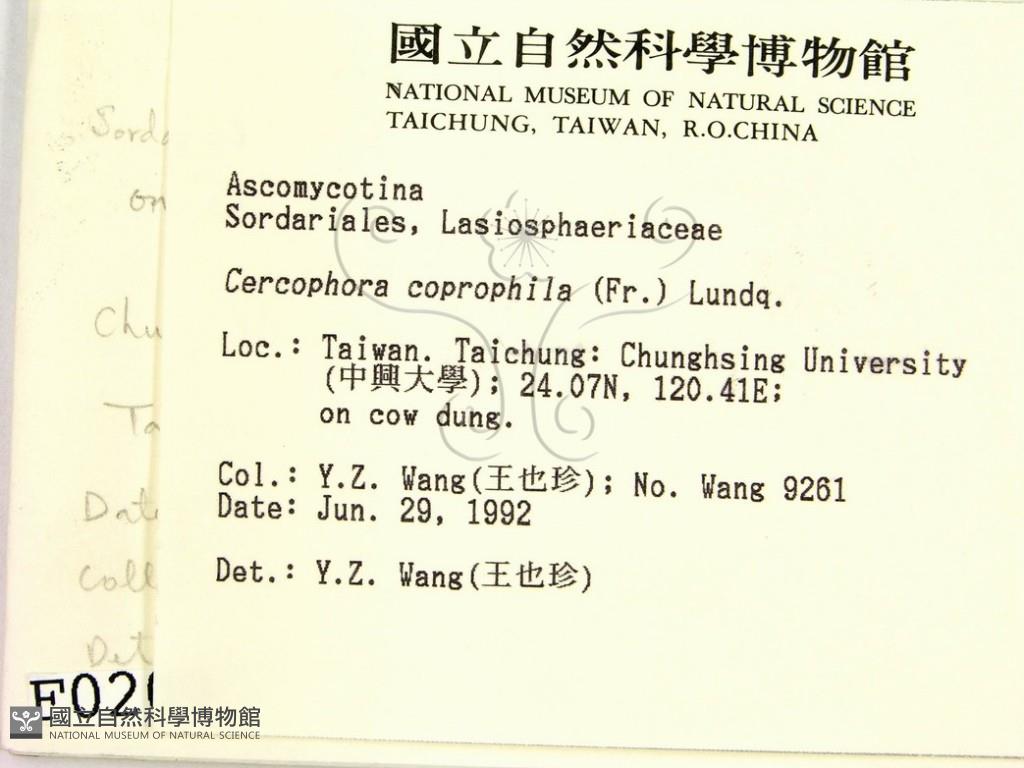 國立自然科學博物館
NATIONAL MUSEUM OF NATURAL SCIENCE
TAICHUNG, TAIWAN, R.O.CHINA
Ascomycotina
Sordariales, Lasiosphaeriaceae
Cercophora coprophila (Fr.) Lundq.
Loc.: Taiwan. Taichung: Chunghsing University
(中興大學); 24.07N, 120.41E;
on cow dung.
Col.: Y.Z. Wang(王也珍); No. Wang 9261
Date: Jun. 29, 1992
Det.: Y.Z. Wang(王也珍)
on
Det
國立自然科學博物館
NATIONAL MUSEUM OF NATURAL SCIENCE